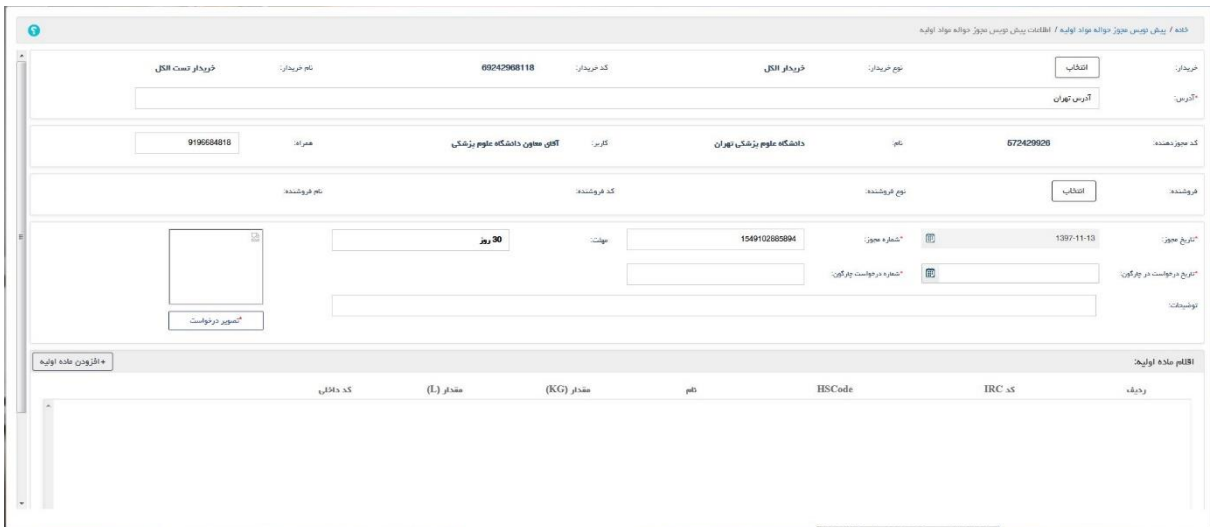 خانه / پیش نویس مجوز حواله مواد اولیه / اطلاعات پیش نویس مجوز حواله مواد اولیه
خریدار: انتخاب نوع خریدار: خریدار الکل کد خریدار: 69242968118 نام خریدار: خریدار تست الکل
*آدرس: آدرس تهران
کد مجوز دهنده: 572429926 نام: دانشگاه علوم پزشکی تهران کاربر: آقای معاون دانشگاه علوم پزشکی همراه: 9196684818
فروشنده: انتخاب نوع فروشنده: کد فروشنده: نام فروشنده:
*تاریخ مجوز: 1397-11-13 *شماره مجوز: 1549102885894 مهلت: 30 روز
*تاریخ درخواست در چارگون: *شماره درخواست چارگون:
توضیحات:
*تصویر درخواست
اقلام ماده اولیه: +افزودن ماده اولیه
ردیف کد IRC HSCode نام مقدار (KG) مقدار (L) کد داخلی